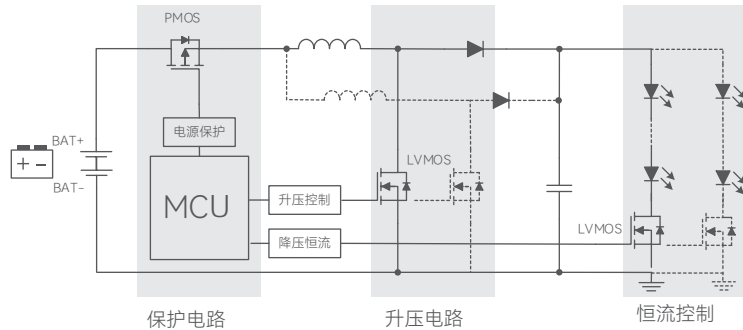 PMOS
BAT+
电源保护
BAT–
MCU
升压控制
降压恒流
LVMOS
LVMOS
保护电路
升压电路
恒流控制